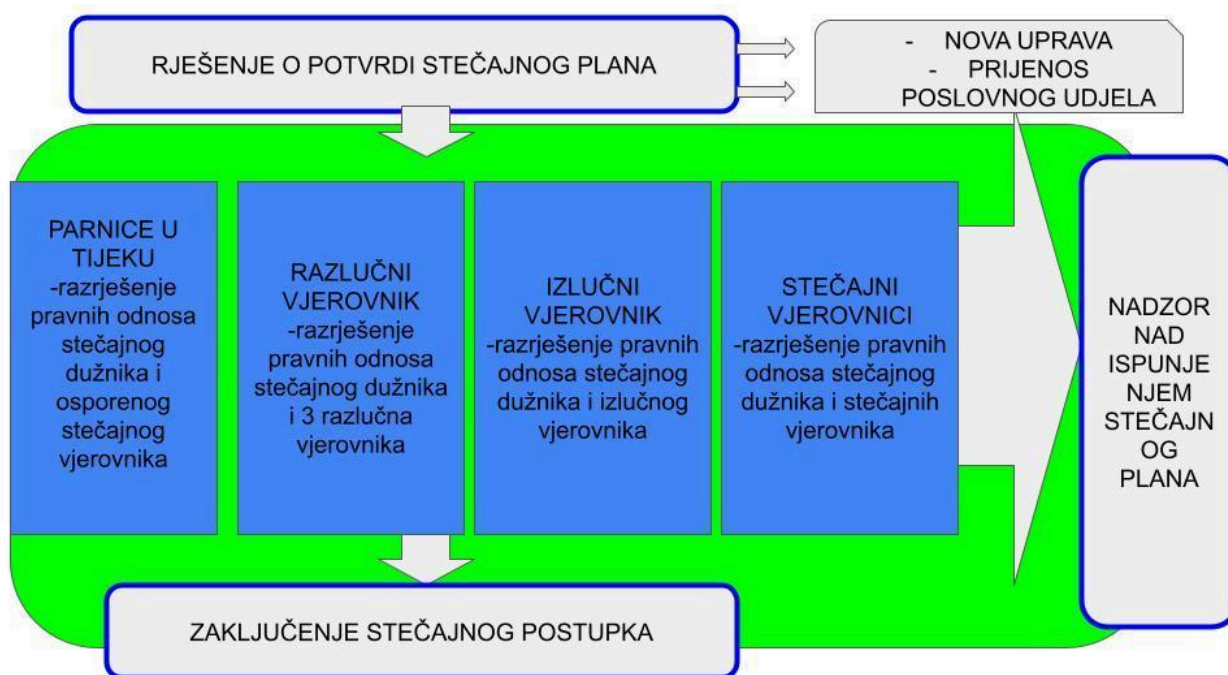 RJEŠENJE O POTVRDI STEČAJNOG PLANA
- NOVA UPRAVA
- PRIJENOS
POSLOVNOG UDJELA
PARNICE U
TIJEKU
-razrješenje
pravnih odnosa
stečajnog
dužnika i
osporenog
stečajnog
vjerovnika
RAZLUČNI
VJEROVNIK
-razrješenje
pravnih odnosa
stečajnog dužnika
i 3 razlučna
vjerovnika
IZLUČNI
VJEROVNIK
-razrješenje pravnih
odnosa stečajnog
dužnika i izlučnog
vjerovnika
STEČAJNI
VJEROVNICI
-razrješenje pravnih
odnosa stečajnog
dužnika i stečajnih
vjerovnika
NADZOR
NAD
ISPUNJE
NJEM
STEČAJN
OG
PLANA
ZAKLJUČENJE STEČAJNOG POSTUPKA